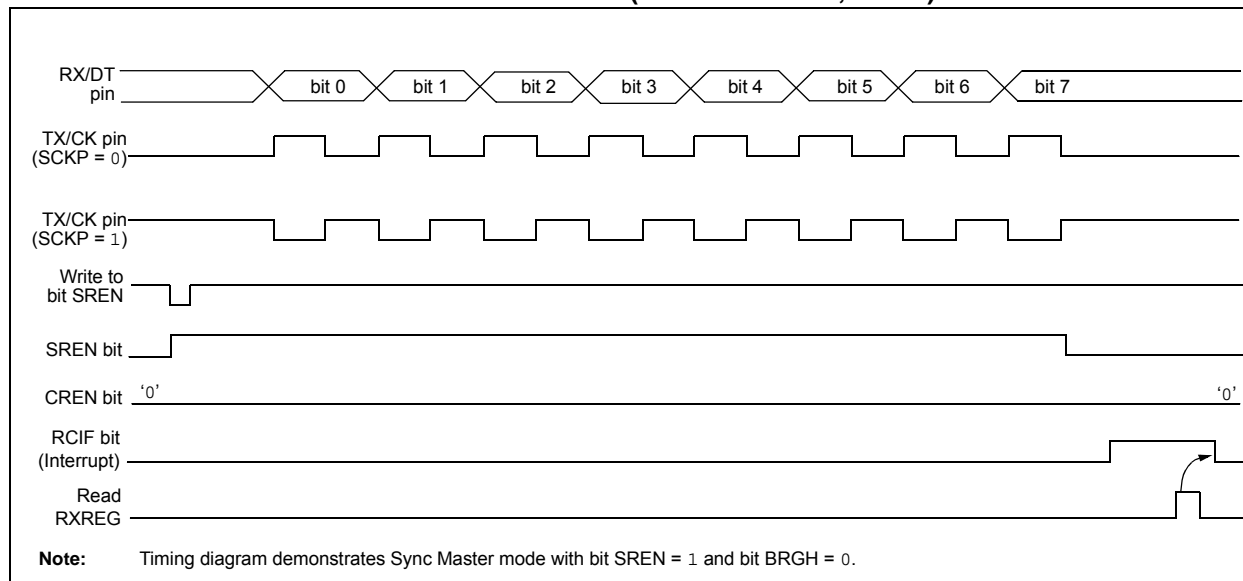 RX/DT
pin
bit 0 bit 1 bit 2 bit 3 bit 4 bit 5 bit 6 bit 7
TX/CK pin
(SCKP = 0)
TX/CK pin
(SCKP = 1)
Write to
bit SREN
SREN bit
CREN bit ‘0’ ‘0’
RCIF bit
(Interrupt)
Read
RXREG
Note: Timing diagram demonstrates Sync Master mode with bit SREN = 1 and bit BRGH = 0.